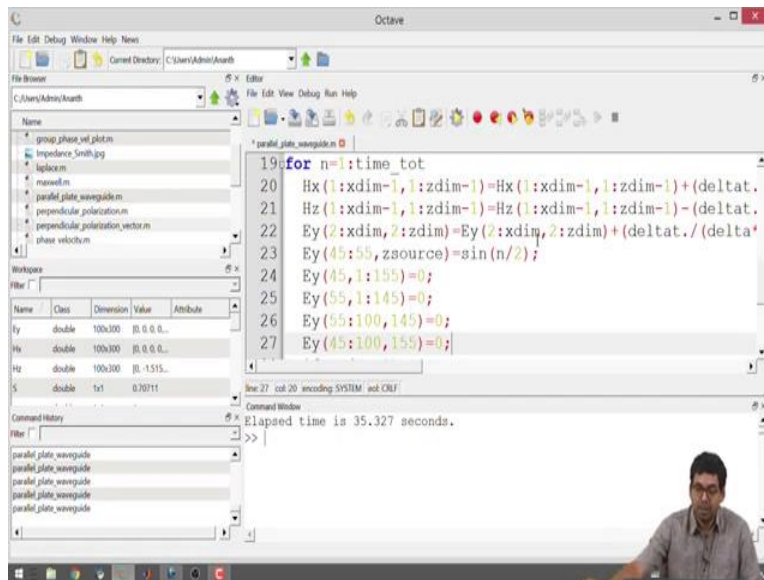 Octave
File Edit Debug Window Help News
Current Directory: C:\Users\Admin\Ananth
File Browser
C:/Users/Admin/Ananth
Name
group_phase_vel_plot.m
Impedance_Smith.jpg
laplace.m
maxwell.m
parallel_plate_waveguide.m
perpendicular_polarization.m
perpendicular_polarization_vector.m
phase velocity.m
Workspace
Filter
Name Class Dimension Value Attribute
Ey double 100x300 [0, 0, 0, 0,...
Hx double 100x300 [0, 0, 0, 0,...
Hz double 100x300 [0, -1.515...
S double 1x1 0.70711
Command History
Filter
parallel_plate_waveguide
parallel_plate_waveguide
parallel_plate_waveguide
parallel_plate_waveguide
parallel_plate_waveguide
Editor
File Edit View Debug Run Help
* parallel_plate_waveguide.m
19 for n=1:time_tot
20 Hx(1:xdim-1,1:zdim-1)=Hx(1:xdim-1,1:zdim-1)+(deltat.
21 Hz(1:xdim-1,1:zdim-1)=Hz(1:xdim-1,1:zdim-1)-(deltat.
22 Ey(2:xdim,2:zdim)=Ey(2:xdim,2:zdim)+(deltat./(delta*
23 Ey(45:55,zsource)=sin(n/2);
24 Ey(45,1:155)=0;
25 Ey(55,1:145)=0;
26 Ey(55:100,145)=0;
27 Ey(45:100,155)=0;
line: 27 col: 20 encoding: SYSTEM eol: CRLF
Command Window
Elapsed time is 35.327 seconds.
>>